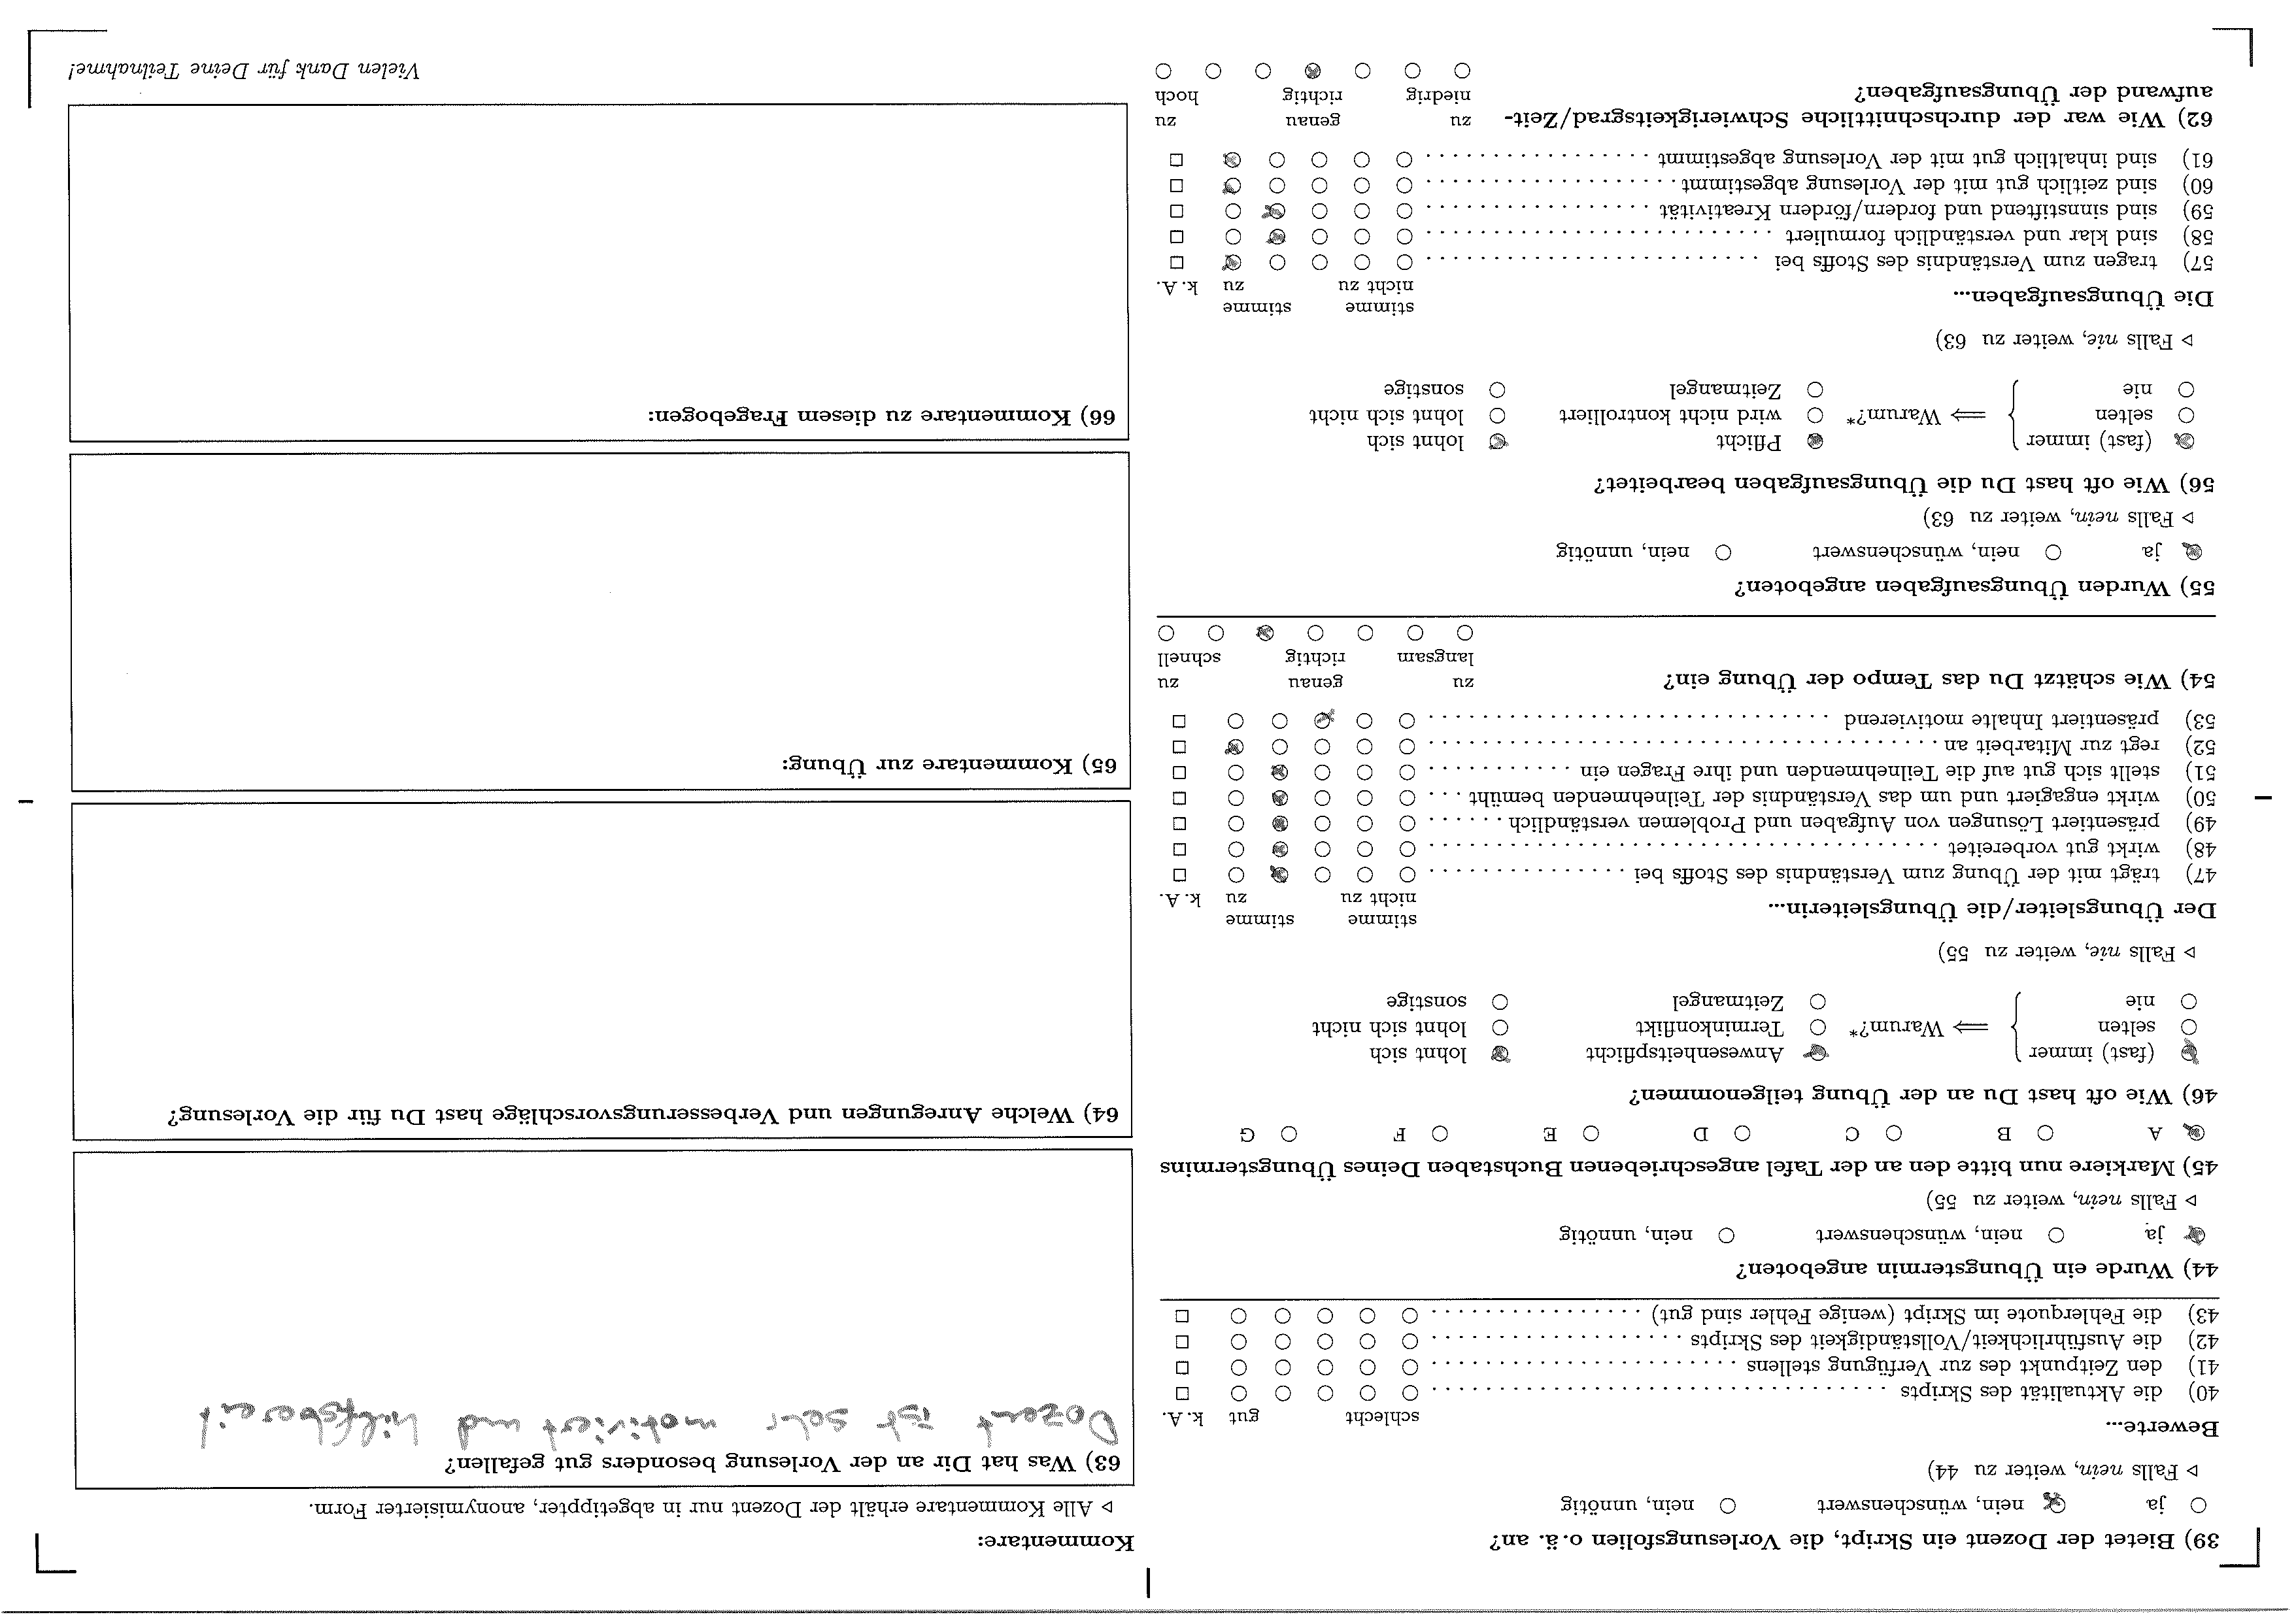 39) Bietet der Dozent ein Skript, die Vorlesungsfolien o.ä. an?
ja nein, wünschenswert nein, unnötig
▷ Falls nein, weiter zu 44)
Bewerte...
schlecht gut k. A.
40) die Aktualität des Skripts
41) den Zeitpunkt des zur Verfügung stellens
42) die Ausführlichkeit/Vollständigkeit des Skripts
43) die Fehlerquote im Skript (wenige Fehler sind gut)
44) Wurde ein Übungstermin angeboten?
ja nein, wünschenswert nein, unnötig
▷ Falls nein, weiter zu 55)
45) Markiere nun bitte den an der Tafel angeschriebenen Buchstaben Deines Übungstermins
A B C D E F G
46) Wie oft hast Du an der Übung teilgenommen?
(fast) immer Anwesenheitspflicht lohnt sich
selten ⟹ Warum?* Terminkonflikt lohnt sich nicht
nie Zeitmangel sonstige
▷ Falls nie, weiter zu 55)
Der Übungsleiter/die Übungsleiterin...
stimme nicht zu stimme zu k. A.
47) trägt mit der Übung zum Verständnis des Stoffs bei
48) wirkt gut vorbereitet
49) präsentiert Lösungen von Aufgaben und Problemen verständlich
50) wirkt engagiert und um das Verständnis der Teilnehmenden bemüht
51) stellt sich gut auf die Teilnehmenden und ihre Fragen ein
52) regt zur Mitarbeit an
53) präsentiert Inhalte motivierend
54) Wie schätzt Du das Tempo der Übung ein?
zu genau zu
langsam richtig schnell
55) Wurden Übungsaufgaben angeboten?
ja nein, wünschenswert nein, unnötig
▷ Falls nein, weiter zu 63)
56) Wie oft hast Du die Übungsaufgaben bearbeitet?
(fast) immer Pflicht lohnt sich
selten ⟹ Warum?* wird nicht kontrolliert lohnt sich nicht
nie Zeitmangel sonstige
▷ Falls nie, weiter zu 63)
Die Übungsaufgaben...
stimme nicht zu stimme zu k. A.
57) tragen zum Verständnis des Stoffs bei
58) sind klar und verständlich formuliert
59) sind sinnstiftend und fordern/fördern Kreativität
60) sind zeitlich gut mit der Vorlesung abgestimmt
61) sind inhaltlich gut mit der Vorlesung abgestimmt
62) Wie war der durchschnittliche Schwierigkeitsgrad/Zeit-
aufwand der Übungsaufgaben?
zu genau zu
niedrig richtig hoch
Kommentare:
▷ Alle Kommentare erhält der Dozent nur in abgetippter, anonymisierter Form.
63) Was hat Dir an der Vorlesung besonders gut gefallen?
Dozent ist sehr motiviert und hilfsbereit
64) Welche Anregungen und Verbesserungsvorschläge hast Du für die Vorlesung?
65) Kommentare zur Übung:
66) Kommentare zu diesem Fragebogen:
Vielen Dank für Deine Teilnahme!